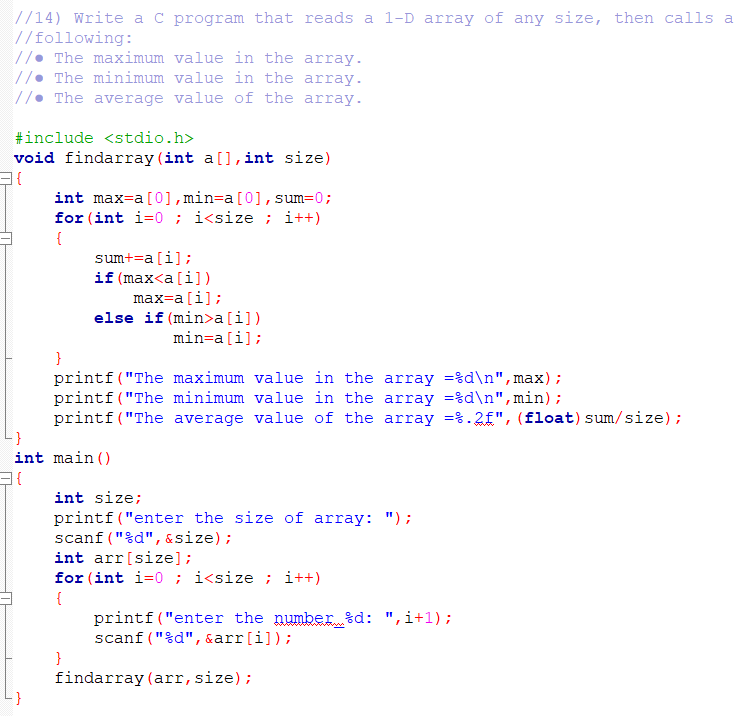 //14) Write a C program that reads a 1-D array of any size, then calls a
//following:
//● The maximum value in the array.
//● The minimum value in the array.
//● The average value of the array.
#include <stdio.h>
void findarray(int a[],int size)
{
    int max=a[0],min=a[0],sum=0;
    for(int i=0 ; i<size ; i++)
    {
        sum+=a[i];
        if(max<a[i])
            max=a[i];
        else if(min>a[i])
                min=a[i];
    }
    printf("The maximum value in the array =%d\n",max);
    printf("The minimum value in the array =%d\n",min);
    printf("The average value of the array =%.2f",(float)sum/size);
}
int main()
{
    int size;
    printf("enter the size of array: ");
    scanf("%d",&size);
    int arr[size];
    for(int i=0 ; i<size ; i++)
    {
        printf("enter the number %d: ",i+1);
        scanf("%d",&arr[i]);
    }
    findarray(arr,size);
}